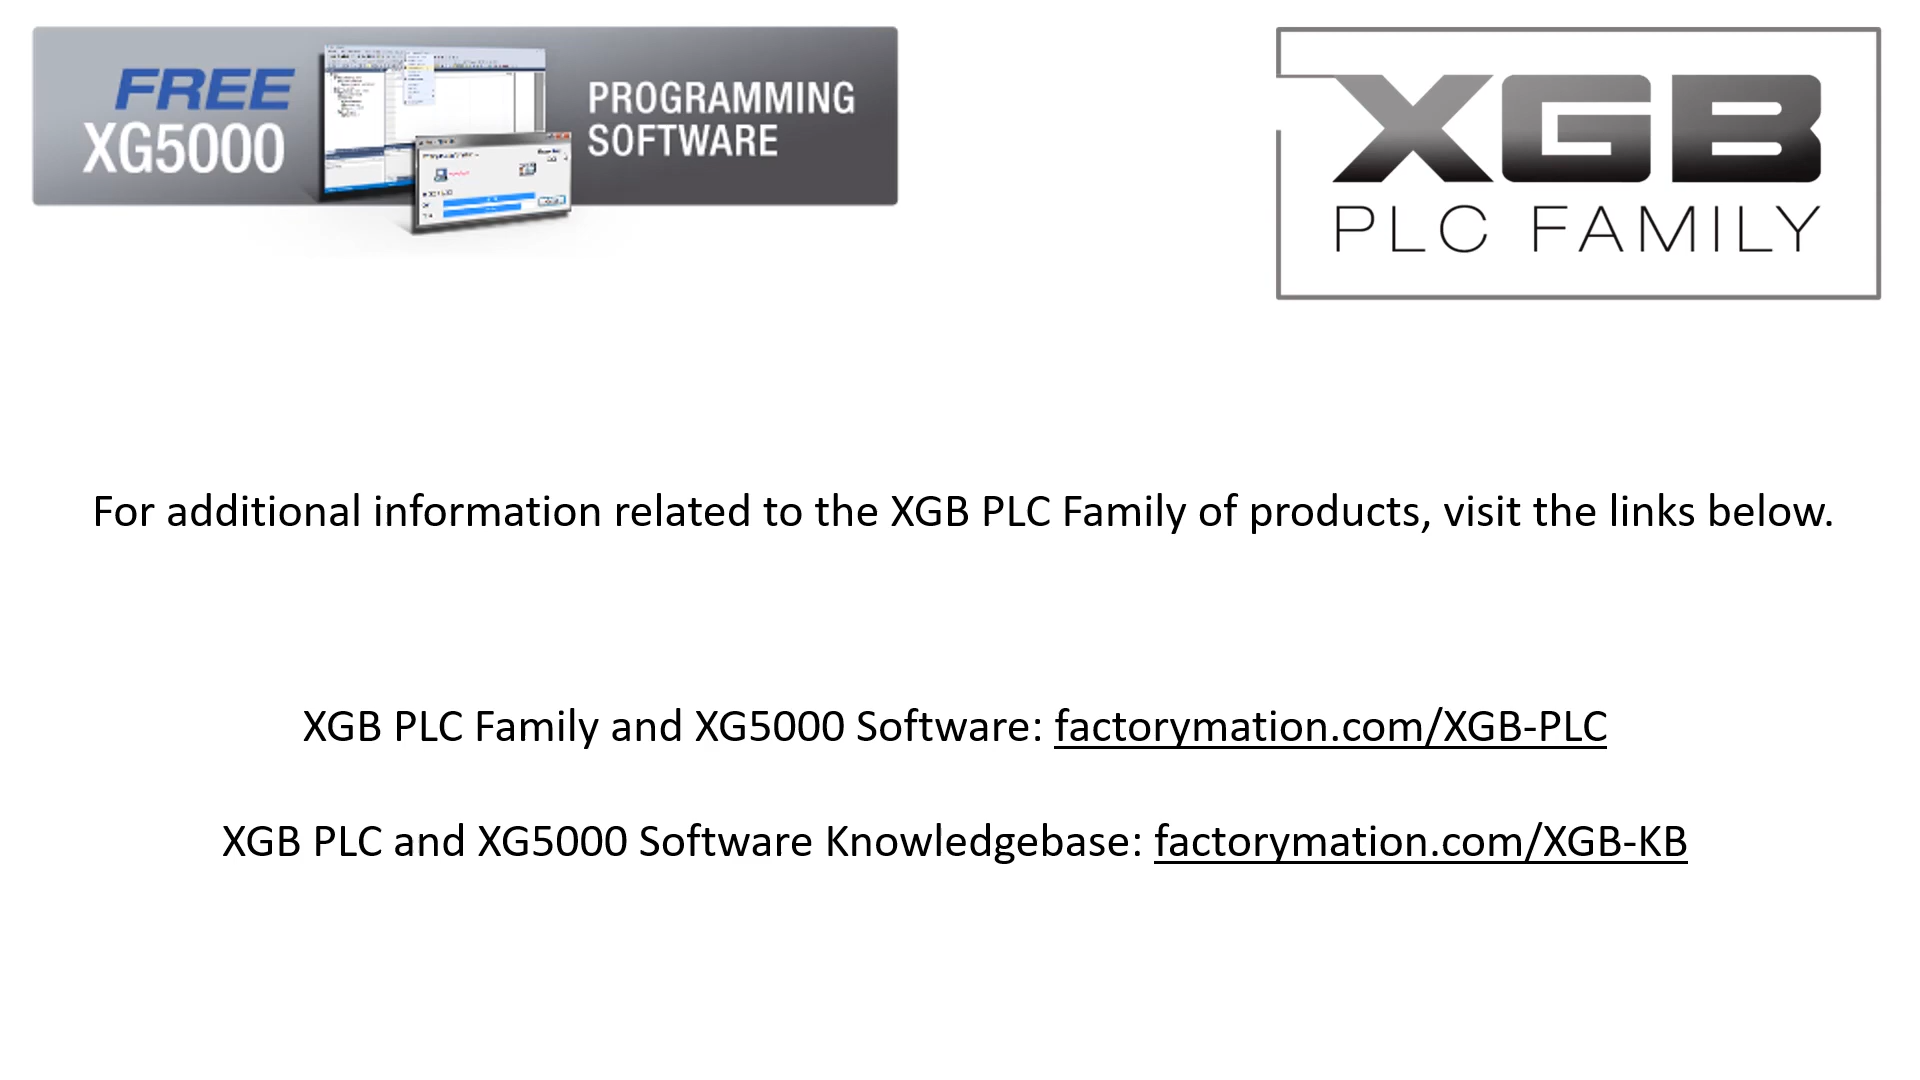 FREE
XG5000
PROGRAMMING
SOFTWARE
XGB
PLC FAMILY
For additional information related to the XGB PLC Family of products, visit the links below.
XGB PLC Family and XG5000 Software: factorymation.com/XGB-PLC
XGB PLC and XG5000 Software Knowledgebase: factorymation.com/XGB-KB